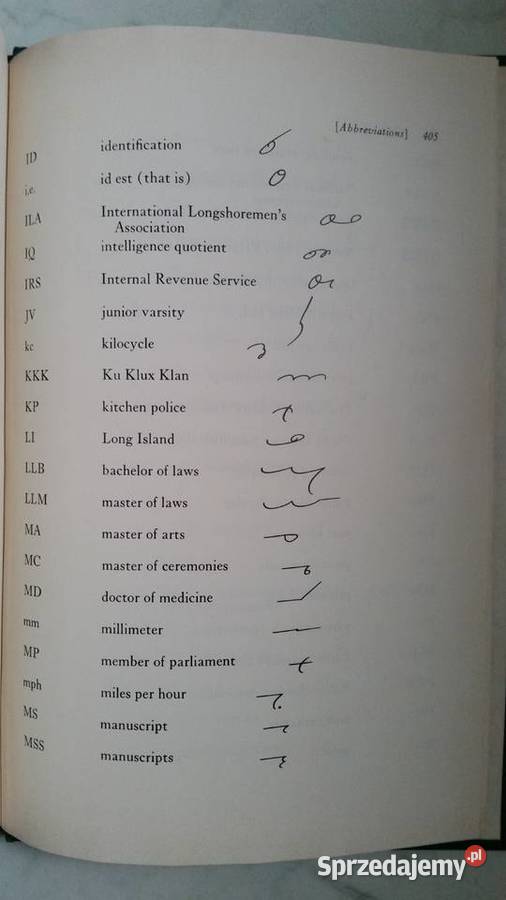 [Abbreviations] 405
ID identification
i.e. id est (that is)
ILA International Longshoremen's
Association
IQ intelligence quotient
IRS Internal Revenue Service
JV junior varsity
kc kilocycle
KKK Ku Klux Klan
KP kitchen police
LI Long Island
LLB bachelor of laws
LLM master of laws
MA master of arts
MC master of ceremonies
MD doctor of medicine
mm millimeter
MP member of parliament
mph miles per hour
MS manuscript
MSS manuscripts
Sprzedajemy.pl